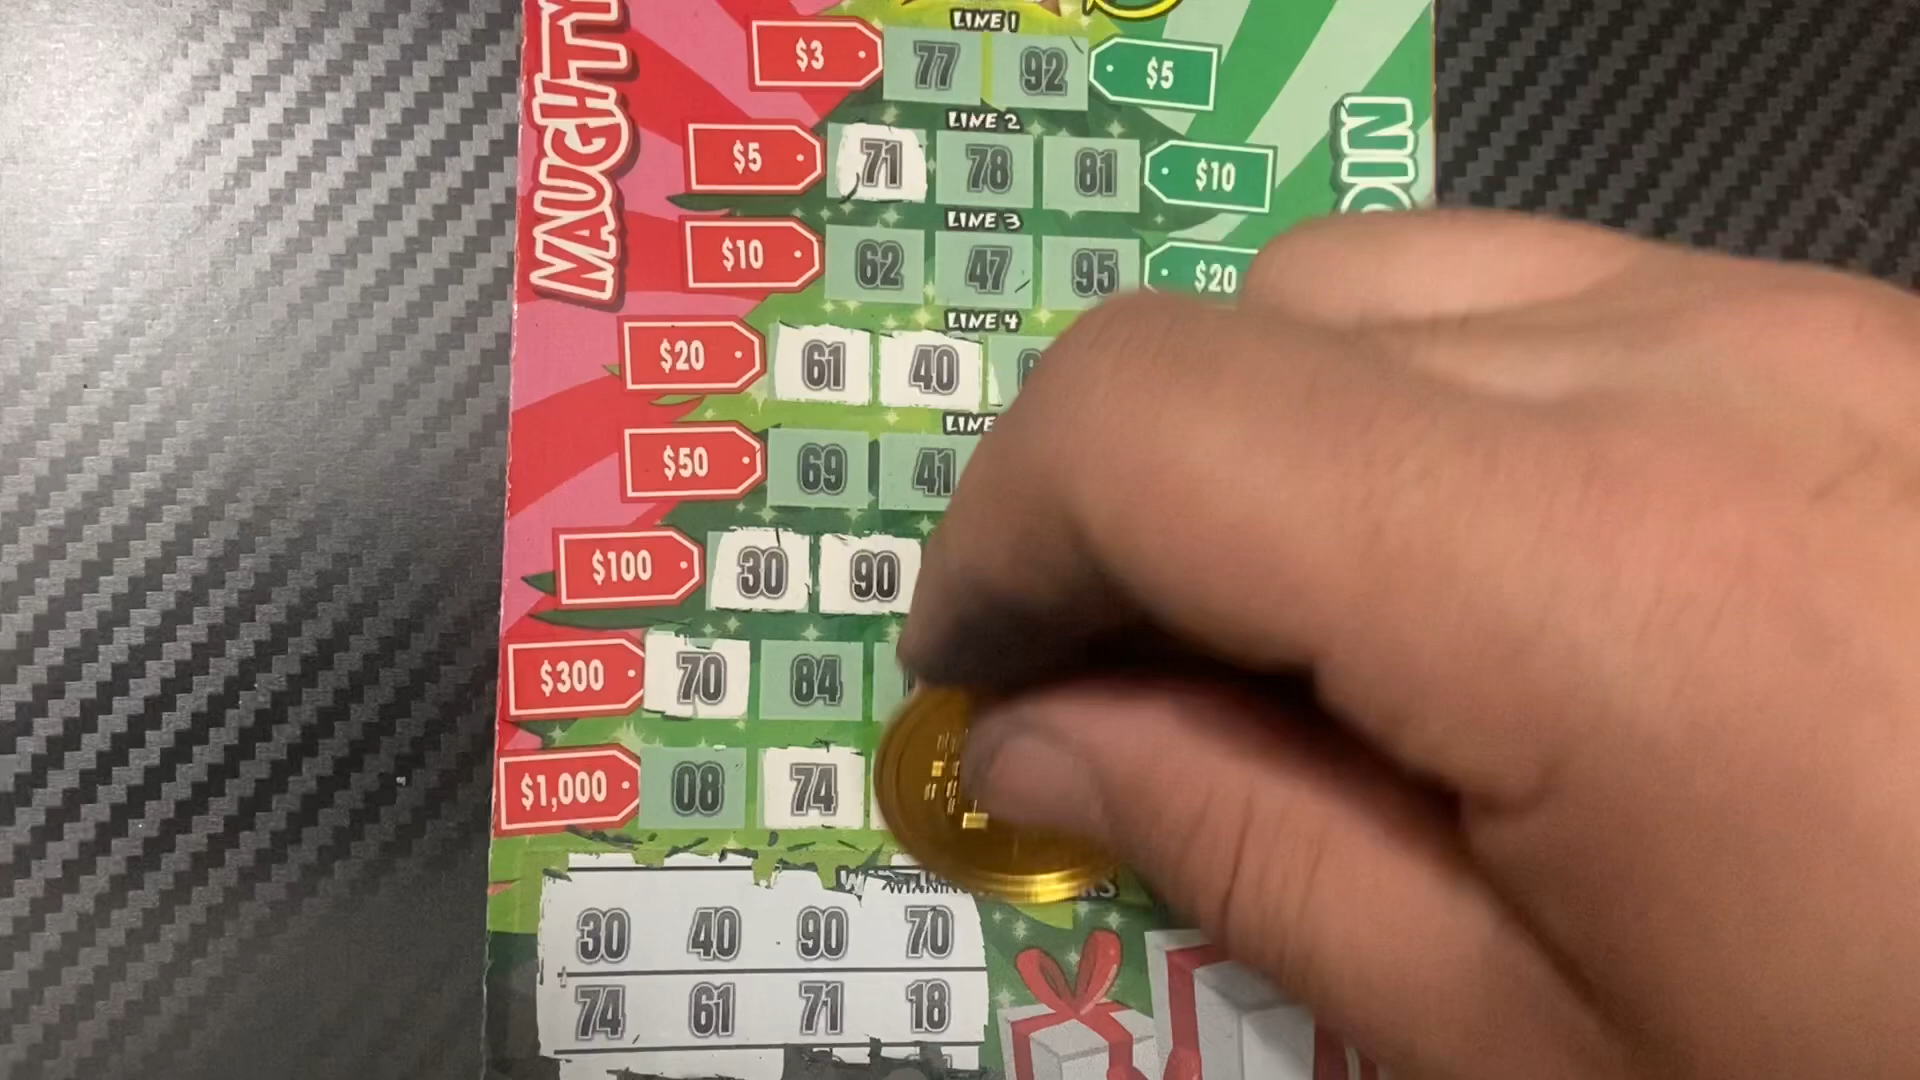 NAUGHTY
LINE 1
$3 77 92 $5
LINE 2
$5 71 78 81 $10
NIC
LINE 3
$10 62 47 95 $20
LINE 4
$20 61 40
LINE
$50 69 41
$100 30 90
$300 70 84
$1,000 08 74
30 40 90 70
74 61 71 18